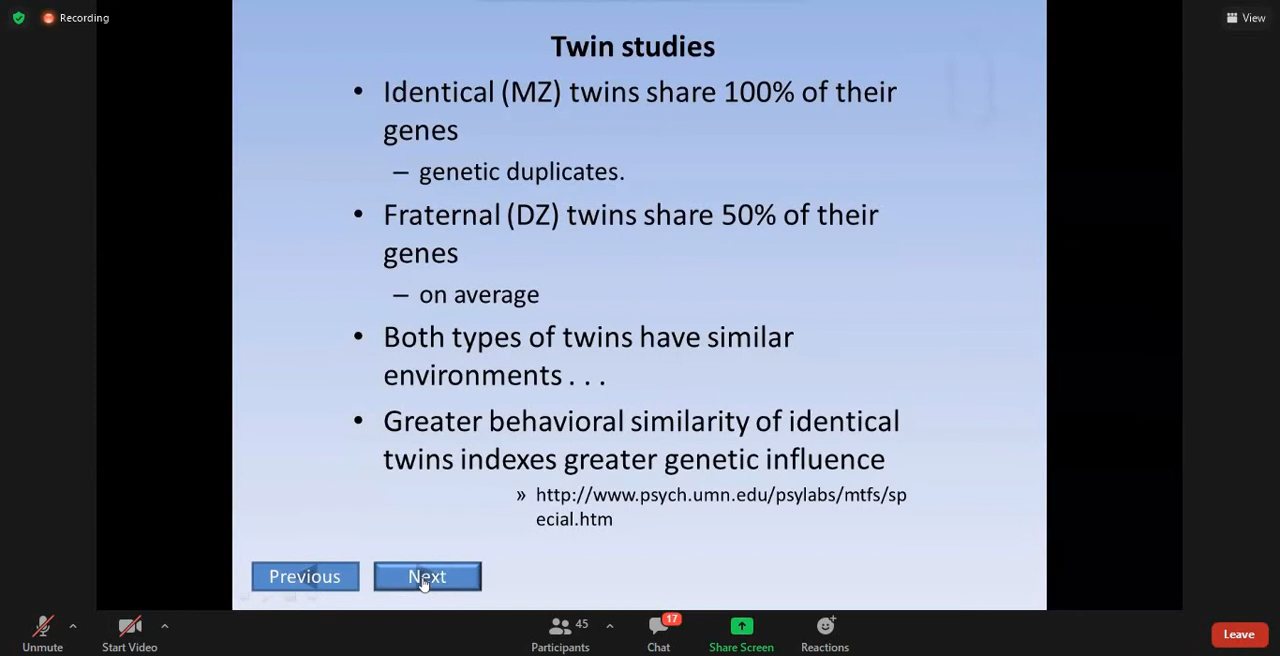 Recording
View
Twin studies
• Identical (MZ) twins share 100% of their
genes
– genetic duplicates.
• Fraternal (DZ) twins share 50% of their
genes
– on average
• Both types of twins have similar
environments . . .
• Greater behavioral similarity of identical
twins indexes greater genetic influence
» http://www.psych.umn.edu/psylabs/mtfs/sp
ecial.htm
Previous
Next
45
17
Unmute
Start Video
Participants
Chat
Share Screen
Reactions
Leave